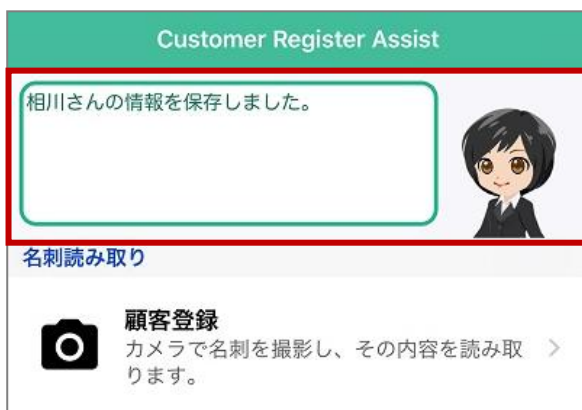 Customer Register Assist
相川さんの情報を保存しました。
名刺読み取り
顧客登録
カメラで名刺を撮影し、その内容を読み取
ります。